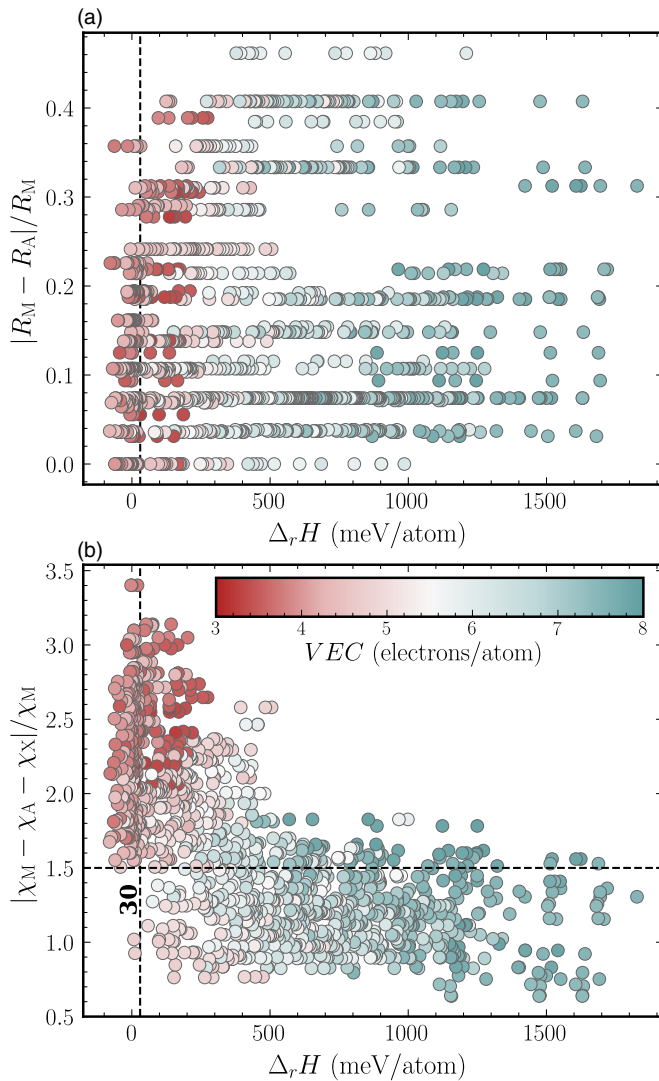 (a)
0.4
0.3
0.2
0.1
0.0
|R_M − R_A|/R_M
0 500 1000 1500
Δ_rH (meV/atom)
(b)
3.5
3.0
2.5
2.0
1.5
1.0
0.5
|χ_M − χ_A − χ_X|/χ_M
3 4 5 6 7 8
VEC (electrons/atom)
30
0 500 1000 1500
Δ_rH (meV/atom)